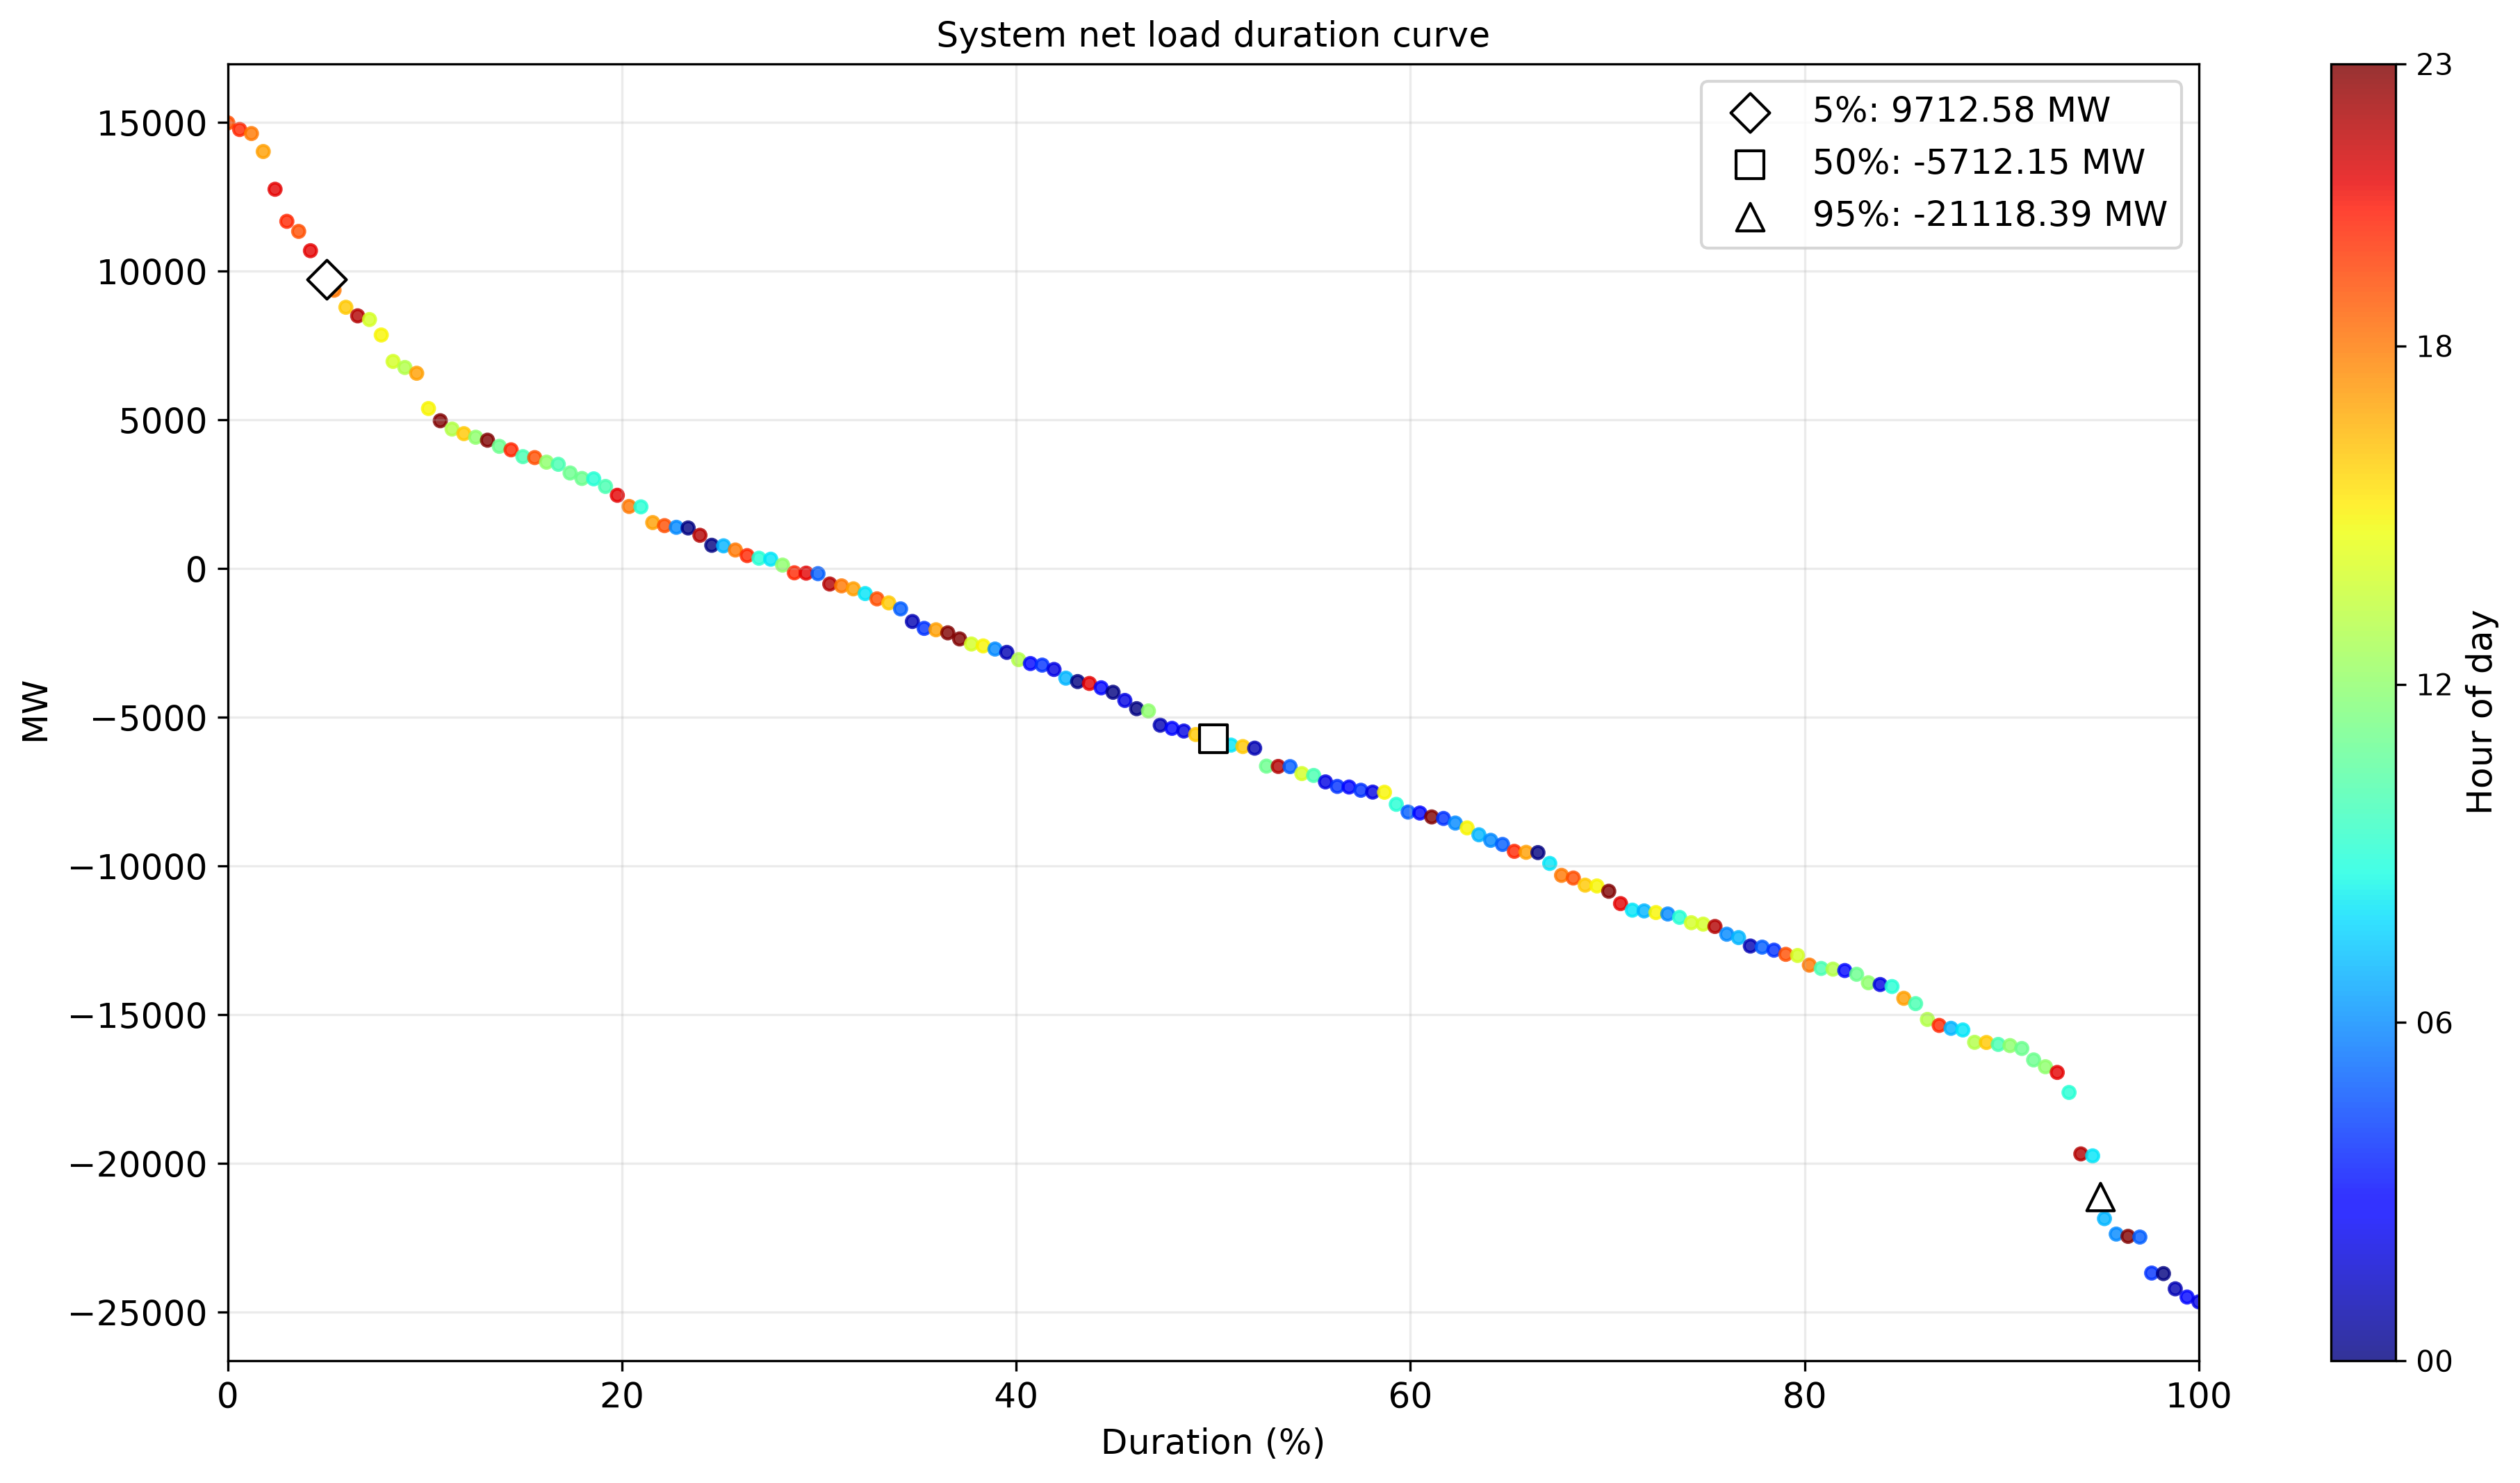 System net load duration curve
5%: 9712.58 MW
50%: -5712.15 MW
95%: -21118.39 MW
MW
15000
10000
5000
0
−5000
−10000
−15000
−20000
−25000
0 20 40 60 80 100
Duration (%)
23
18
12
06
00
Hour of day